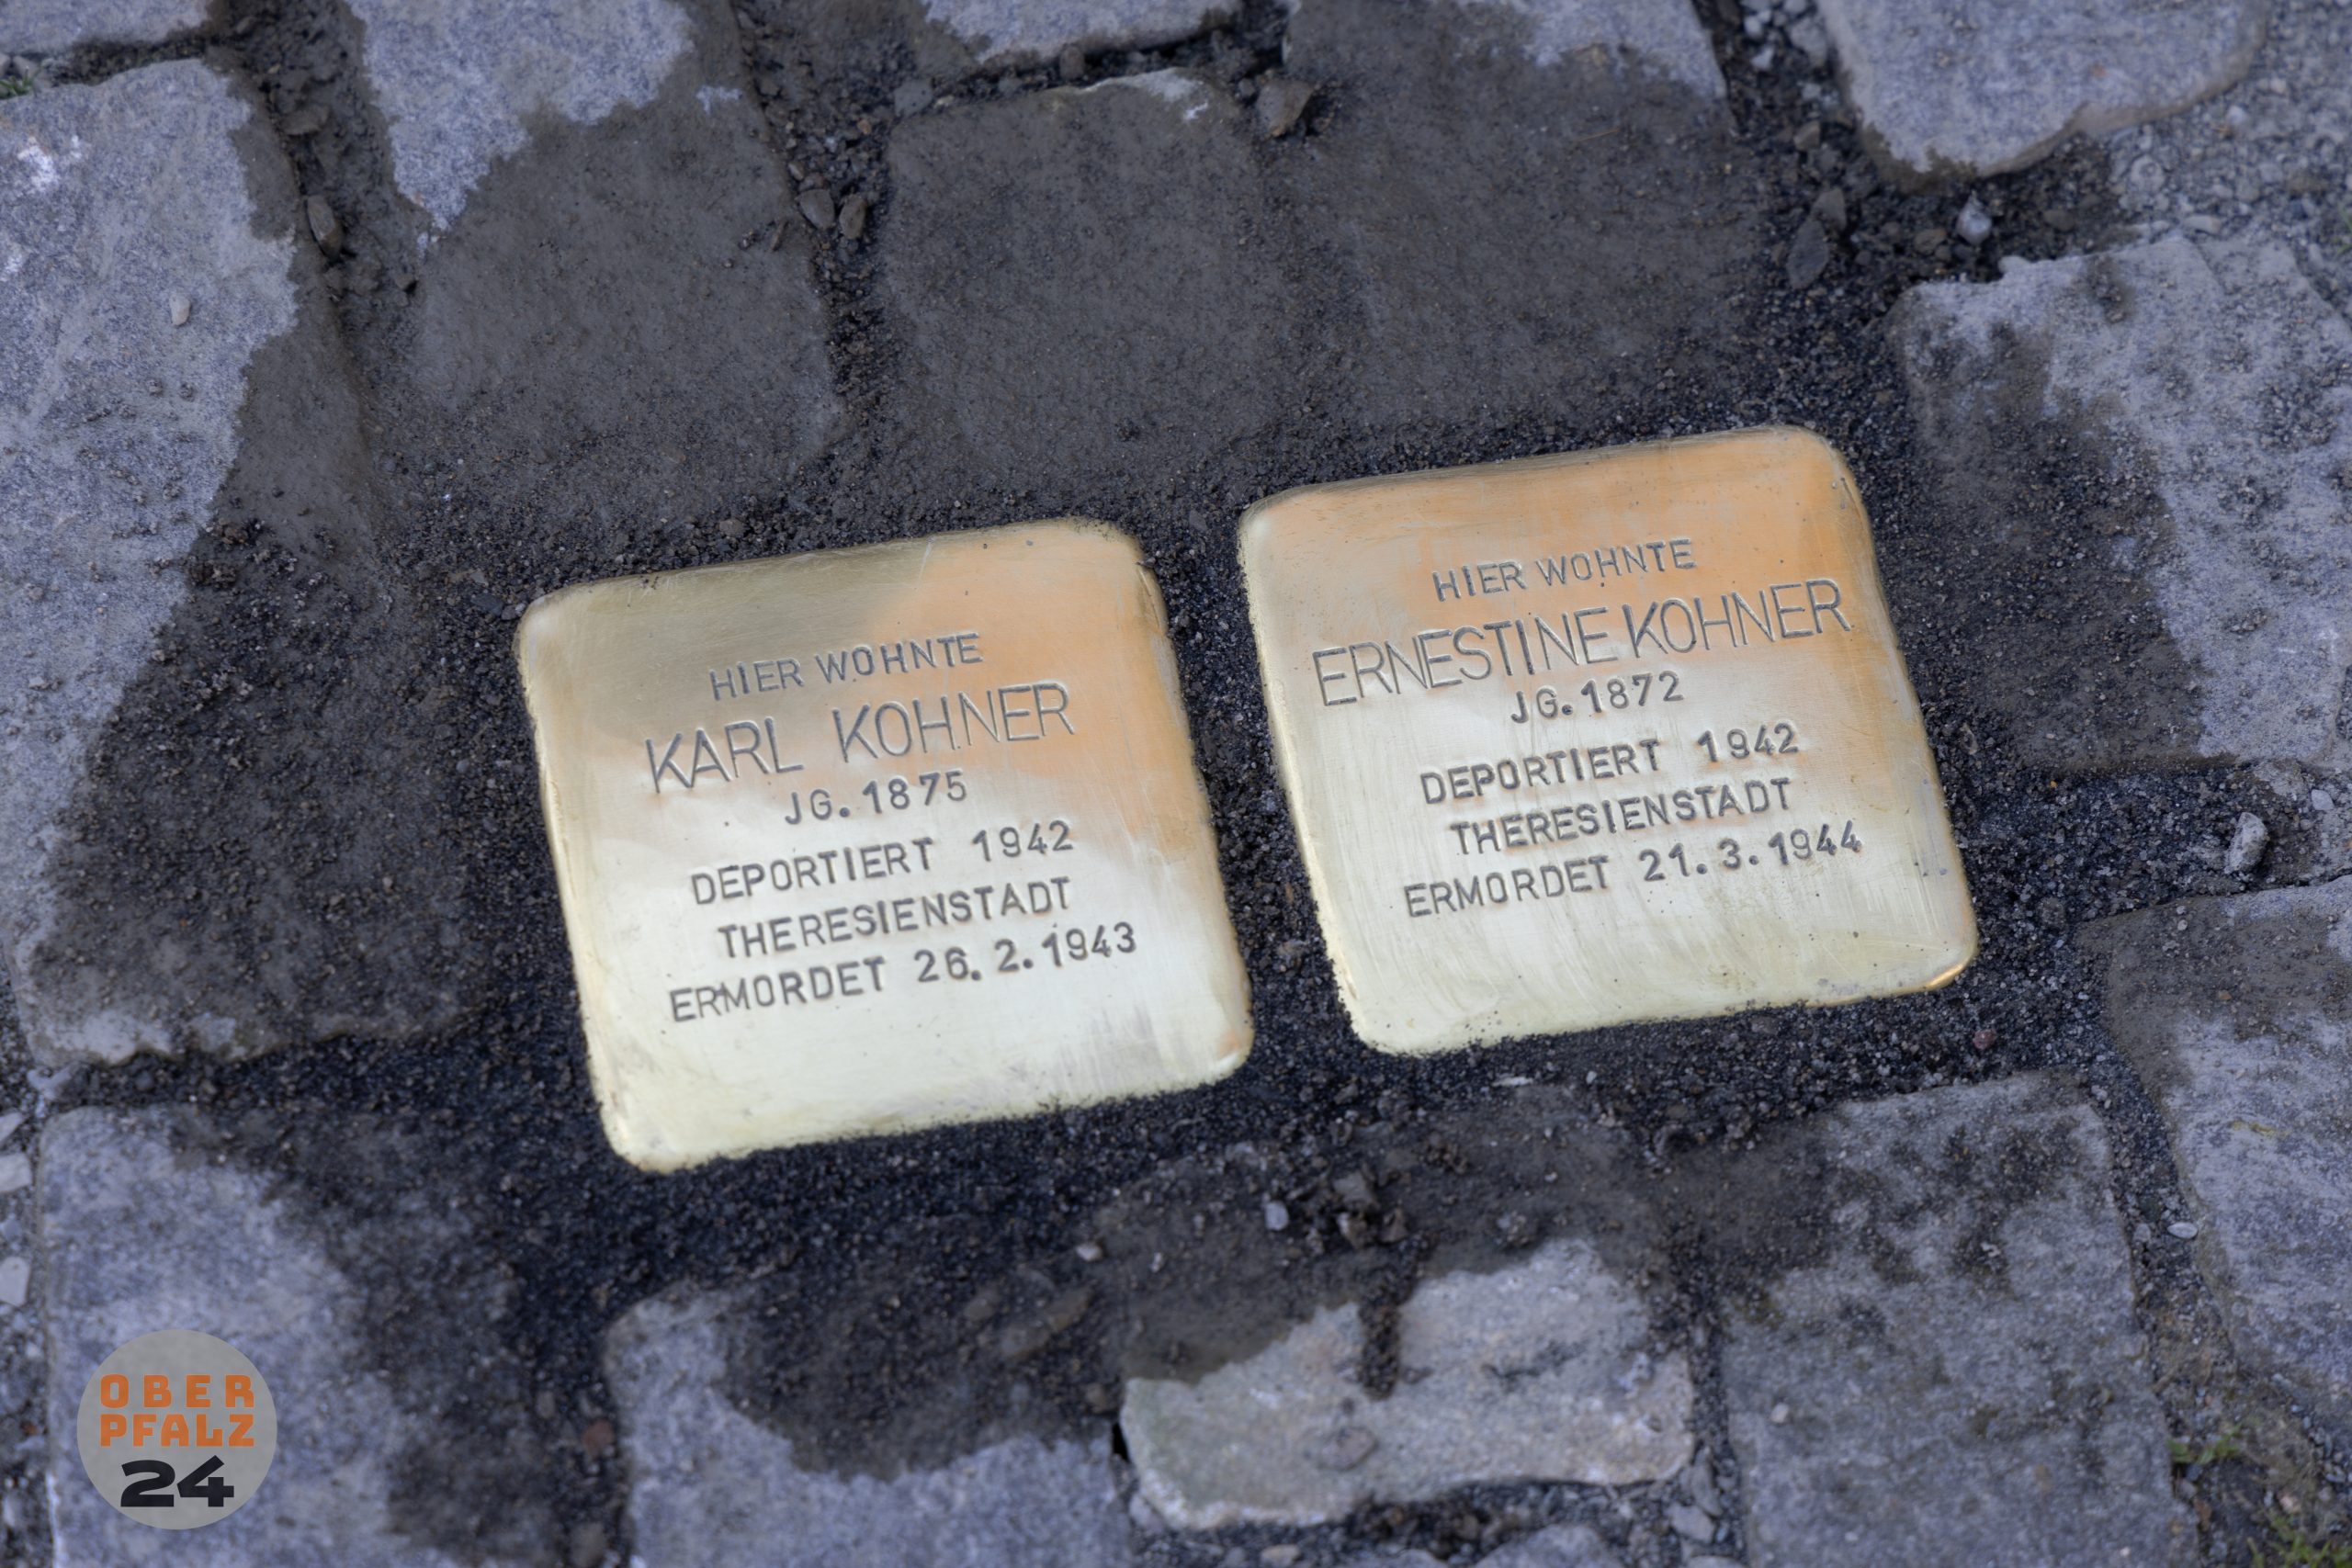 HIER WOHNTE
KARL KOHNER
JG. 1875
DEPORTIERT 1942
THERESIENSTADT
ERMORDET 26. 2. 1943
HIER WOHNTE
ERNESTINE KOHNER
JG. 1872
DEPORTIERT 1942
THERESIENSTADT
ERMORDET 21. 3. 1944
OBER
PFALZ
24